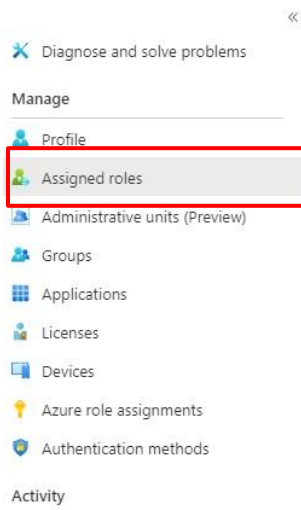 «
Diagnose and solve problems
Manage
Profile
Assigned roles
Administrative units (Preview)
Groups
Applications
Licenses
Devices
Azure role assignments
Authentication methods
Activity